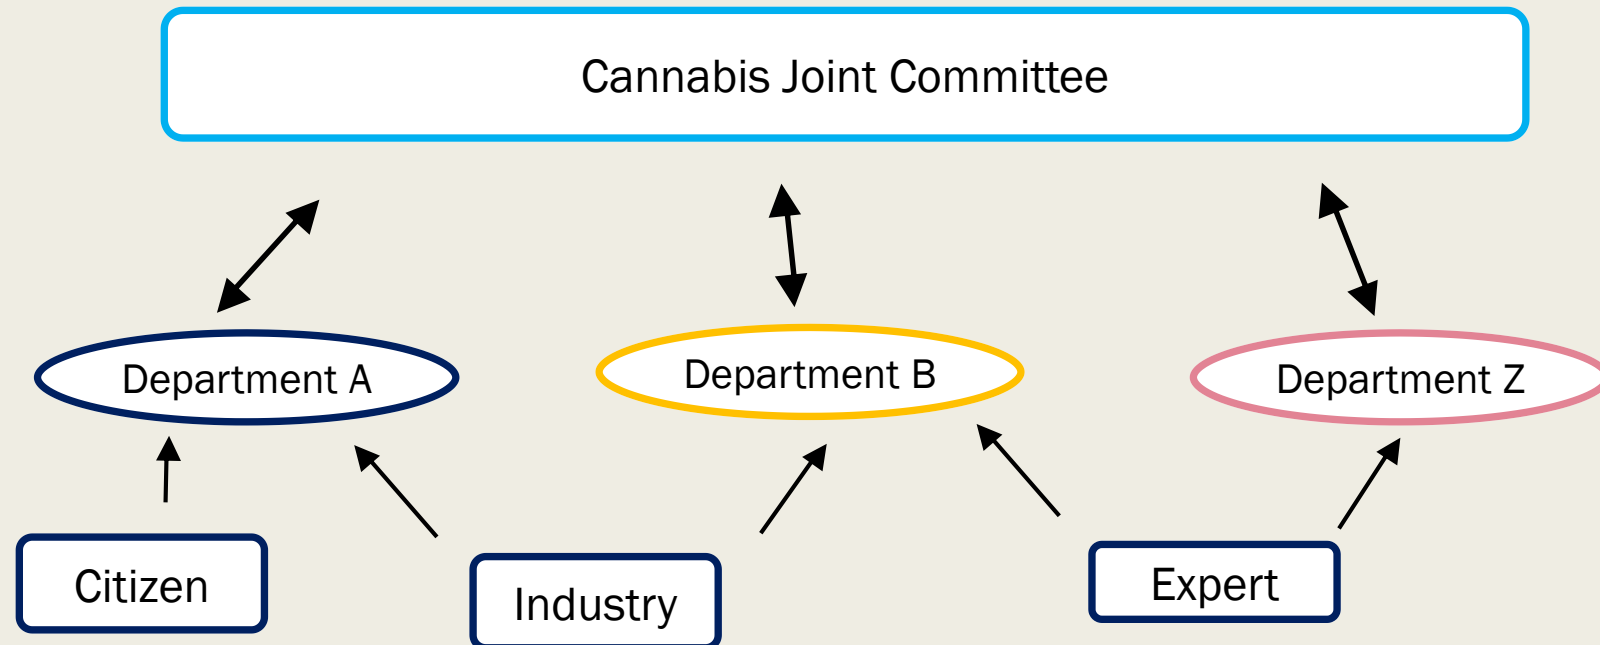 Cannabis Joint Committee
Department A
Department B
Department Z
Citizen
Industry
Expert